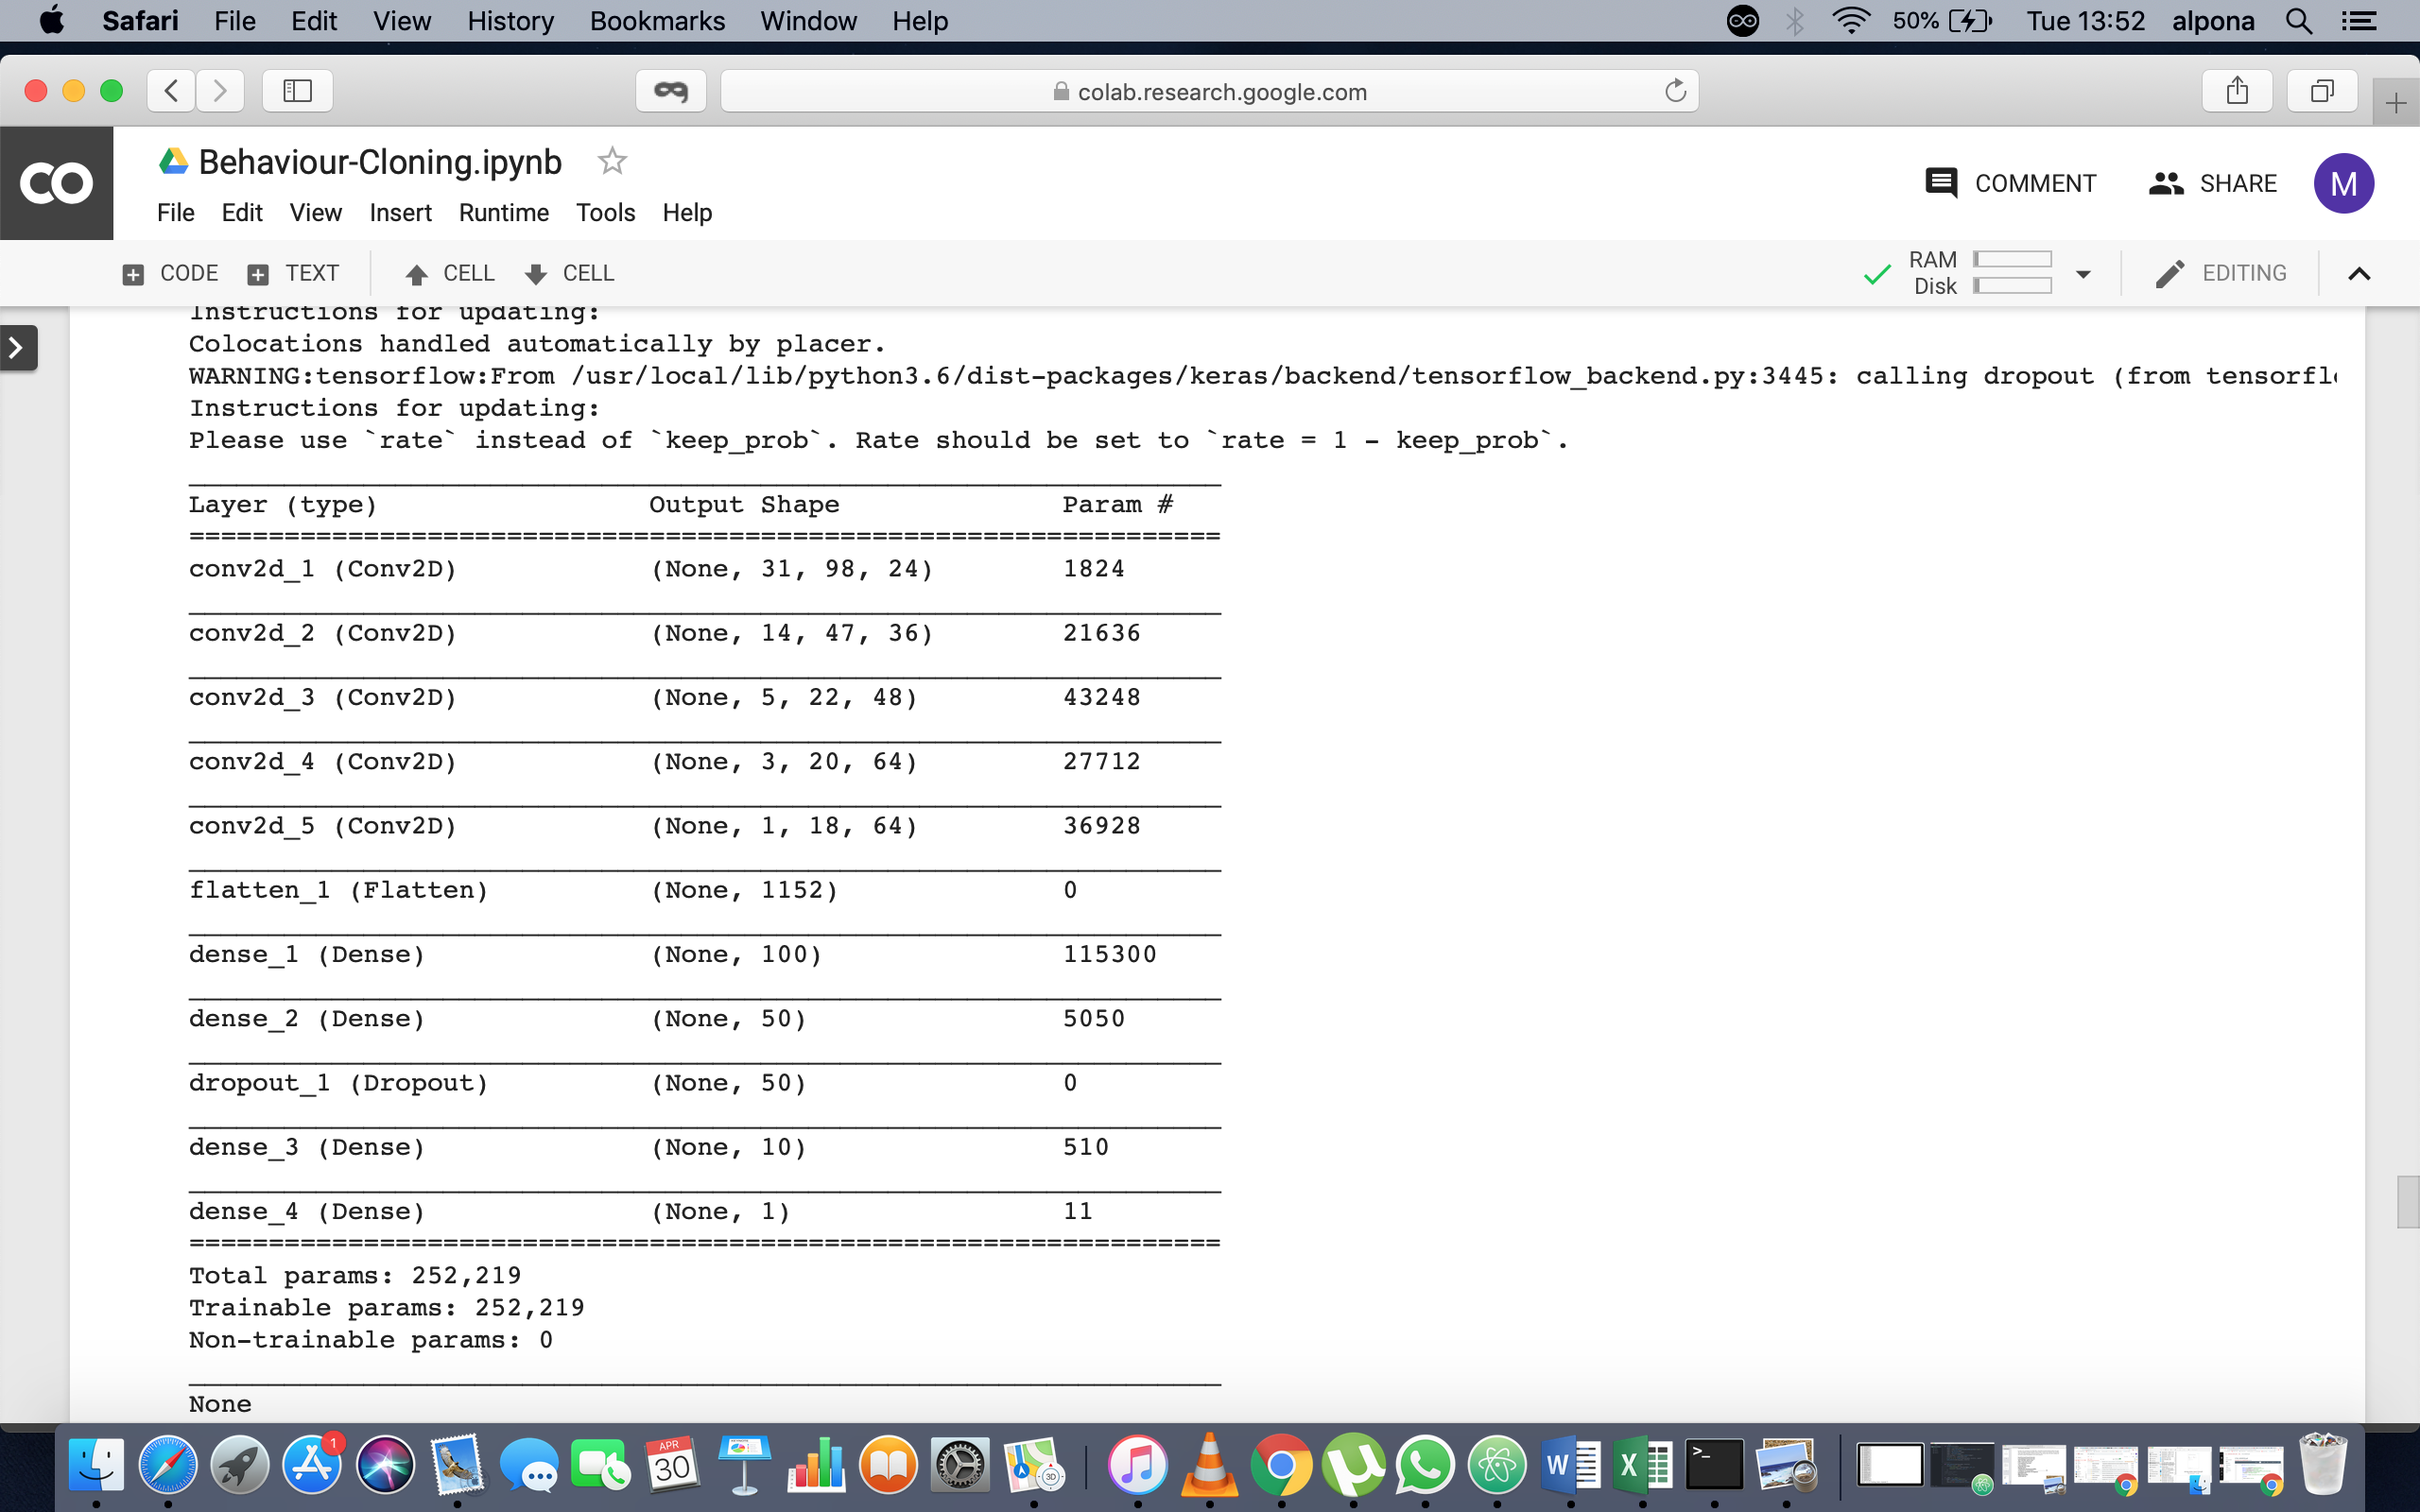 Safari File Edit View History Bookmarks Window Help 50% Tue 13:52 alpona
colab.research.google.com
CO Behaviour-Cloning.ipynb
COMMENT SHARE M
File Edit View Insert Runtime Tools Help
CODE TEXT CELL CELL RAM Disk EDITING
Instructions for updating:
Colocations handled automatically by placer.
WARNING:tensorflow:From /usr/local/lib/python3.6/dist-packages/keras/backend/tensorflow_backend.py:3445: calling dropout (from tensorfl
Instructions for updating:
Please use `rate` instead of `keep_prob`. Rate should be set to `rate = 1 - keep_prob`.
_________________________________________________________________
Layer (type) Output Shape Param #
=================================================================
conv2d_1 (Conv2D) (None, 31, 98, 24) 1824
_________________________________________________________________
conv2d_2 (Conv2D) (None, 14, 47, 36) 21636
_________________________________________________________________
conv2d_3 (Conv2D) (None, 5, 22, 48) 43248
_________________________________________________________________
conv2d_4 (Conv2D) (None, 3, 20, 64) 27712
_________________________________________________________________
conv2d_5 (Conv2D) (None, 1, 18, 64) 36928
_________________________________________________________________
flatten_1 (Flatten) (None, 1152) 0
_________________________________________________________________
dense_1 (Dense) (None, 100) 115300
_________________________________________________________________
dense_2 (Dense) (None, 50) 5050
_________________________________________________________________
dropout_1 (Dropout) (None, 50) 0
_________________________________________________________________
dense_3 (Dense) (None, 10) 510
_________________________________________________________________
dense_4 (Dense) (None, 1) 11
=================================================================
Total params: 252,219
Trainable params: 252,219
Non-trainable params: 0
_________________________________________________________________
None
1
APR
30
3D
W
X
>_